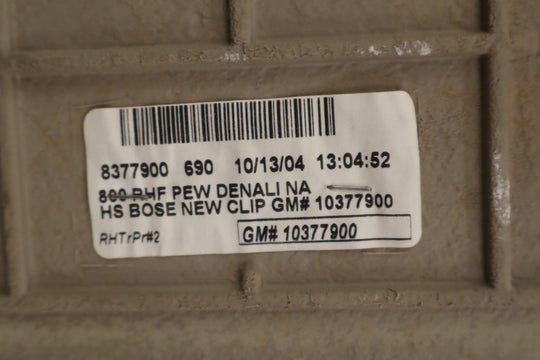 8377900 690 10/13/04 13:04:52
800 RHF PEW DENALI NA
HS BOSE NEW CLIP GM# 10377900
RHTrPr#2
GM# 10377900